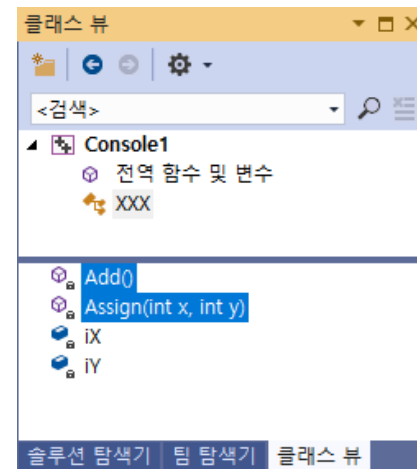 클래스 뷰
<검색>
Console1
전역 함수 및 변수
XXX
Add()
Assign(int x, int y)
iX
iY
솔루션 탐색기 팀 탐색기 클래스 뷰